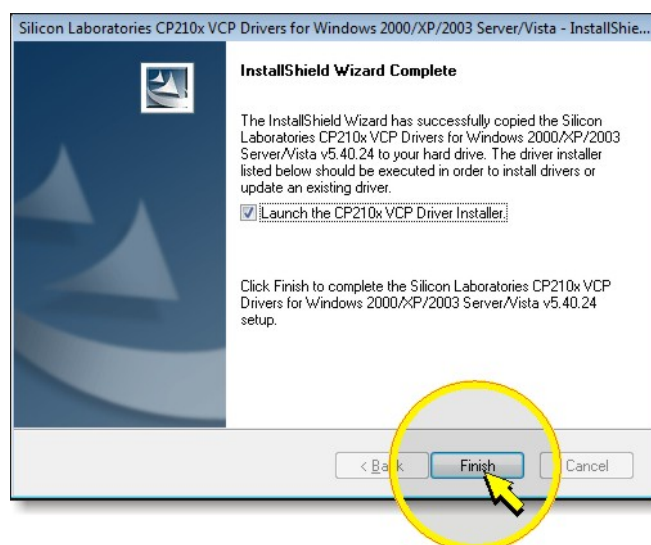 Silicon Laboratories CP210x VCP Drivers for Windows 2000/XP/2003 Server/Vista - InstallShie...
InstallShield Wizard Complete
The InstallShield Wizard has successfully copied the Silicon
Laboratories CP210x VCP Drivers for Windows 2000/XP/2003
Server/Vista v5.40.24 to your hard drive. The driver installer
listed below should be executed in order to install drivers or
update an existing driver.
Launch the CP210x VCP Driver Installer.
Click Finish to complete the Silicon Laboratories CP210x VCP
Drivers for Windows 2000/XP/2003 Server/Vista v5.40.24
setup.
< Back Finish Cancel